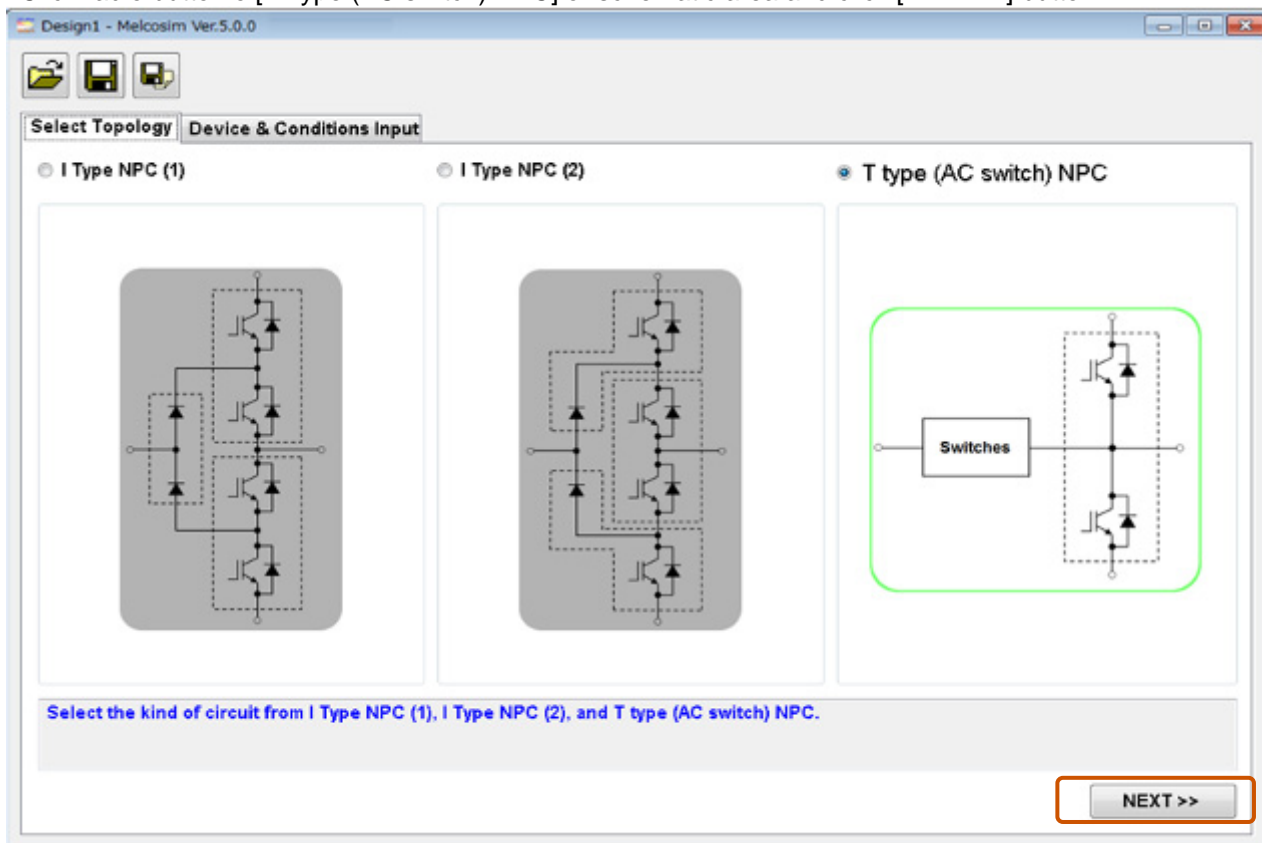 Design1 - Melcosim Ver.5.0.0
Select Topology Device & Conditions Input
I Type NPC (1) I Type NPC (2) T type (AC switch) NPC
Switches
Select the kind of circuit from I Type NPC (1), I Type NPC (2), and T type (AC switch) NPC.
NEXT >>